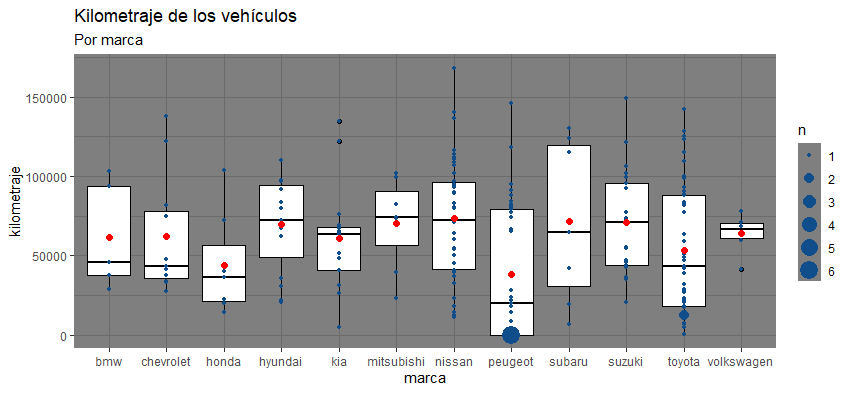 Kilometraje de los vehículos
Por marca
kilometraje
150000
100000
50000
0
bmw chevrolet honda hyundai kia mitsubishi nissan peugeot subaru suzuki toyota volkswagen
marca
n
1
2
3
4
5
6